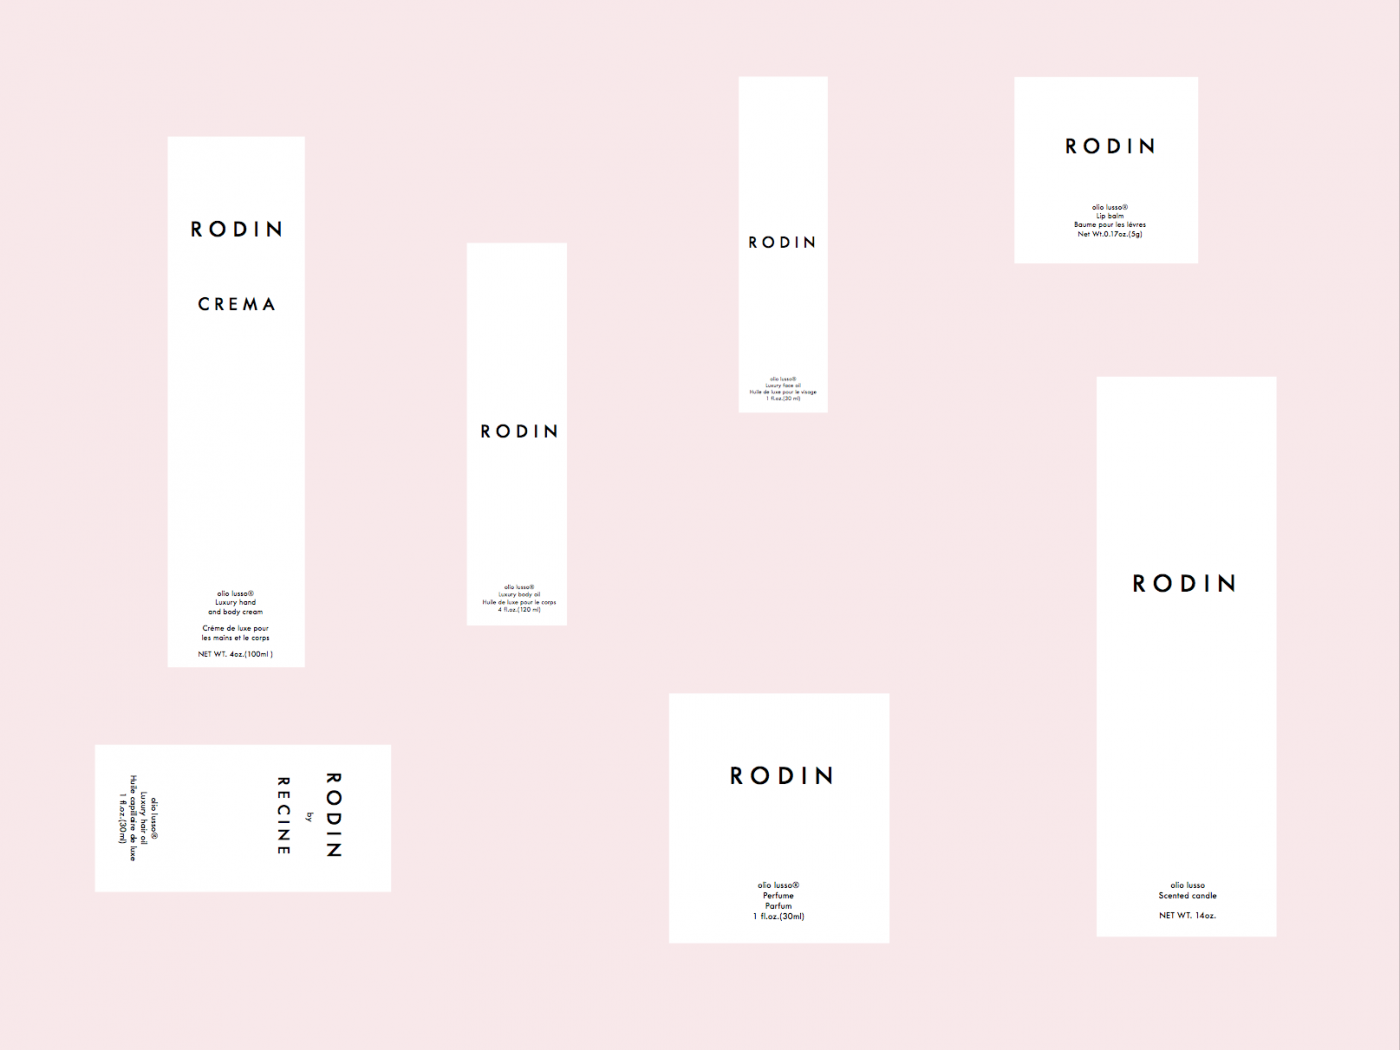 RODIN
CREMA
olio lusso®
Luxury hand
and body cream
Créme de luxe pour
les mains et le corps
NET WT. 4oz.(100ml )
RODIN
olio lusso®
Luxury body oil
Huile de luxe pour le corps
4 fl.oz.(120 ml)
RODIN
olio lusso®
Luxury face oil
Huile de luxe pour le visage
1 fl.oz.(30 ml)
RODIN
olio lusso®
Lip balm
Baume pour les lévres
Net Wt.0.17oz.(5g)
RODIN
olio lusso
Scented candle
NET WT. 14oz.
RODIN
by
RECINE
olio lusso®
Luxury hair oil
Huile capillaire de luxe
1 fl.oz.(30ml)
RODIN
olio lusso®
Perfume
Parfum
1 fl.oz.(30ml)